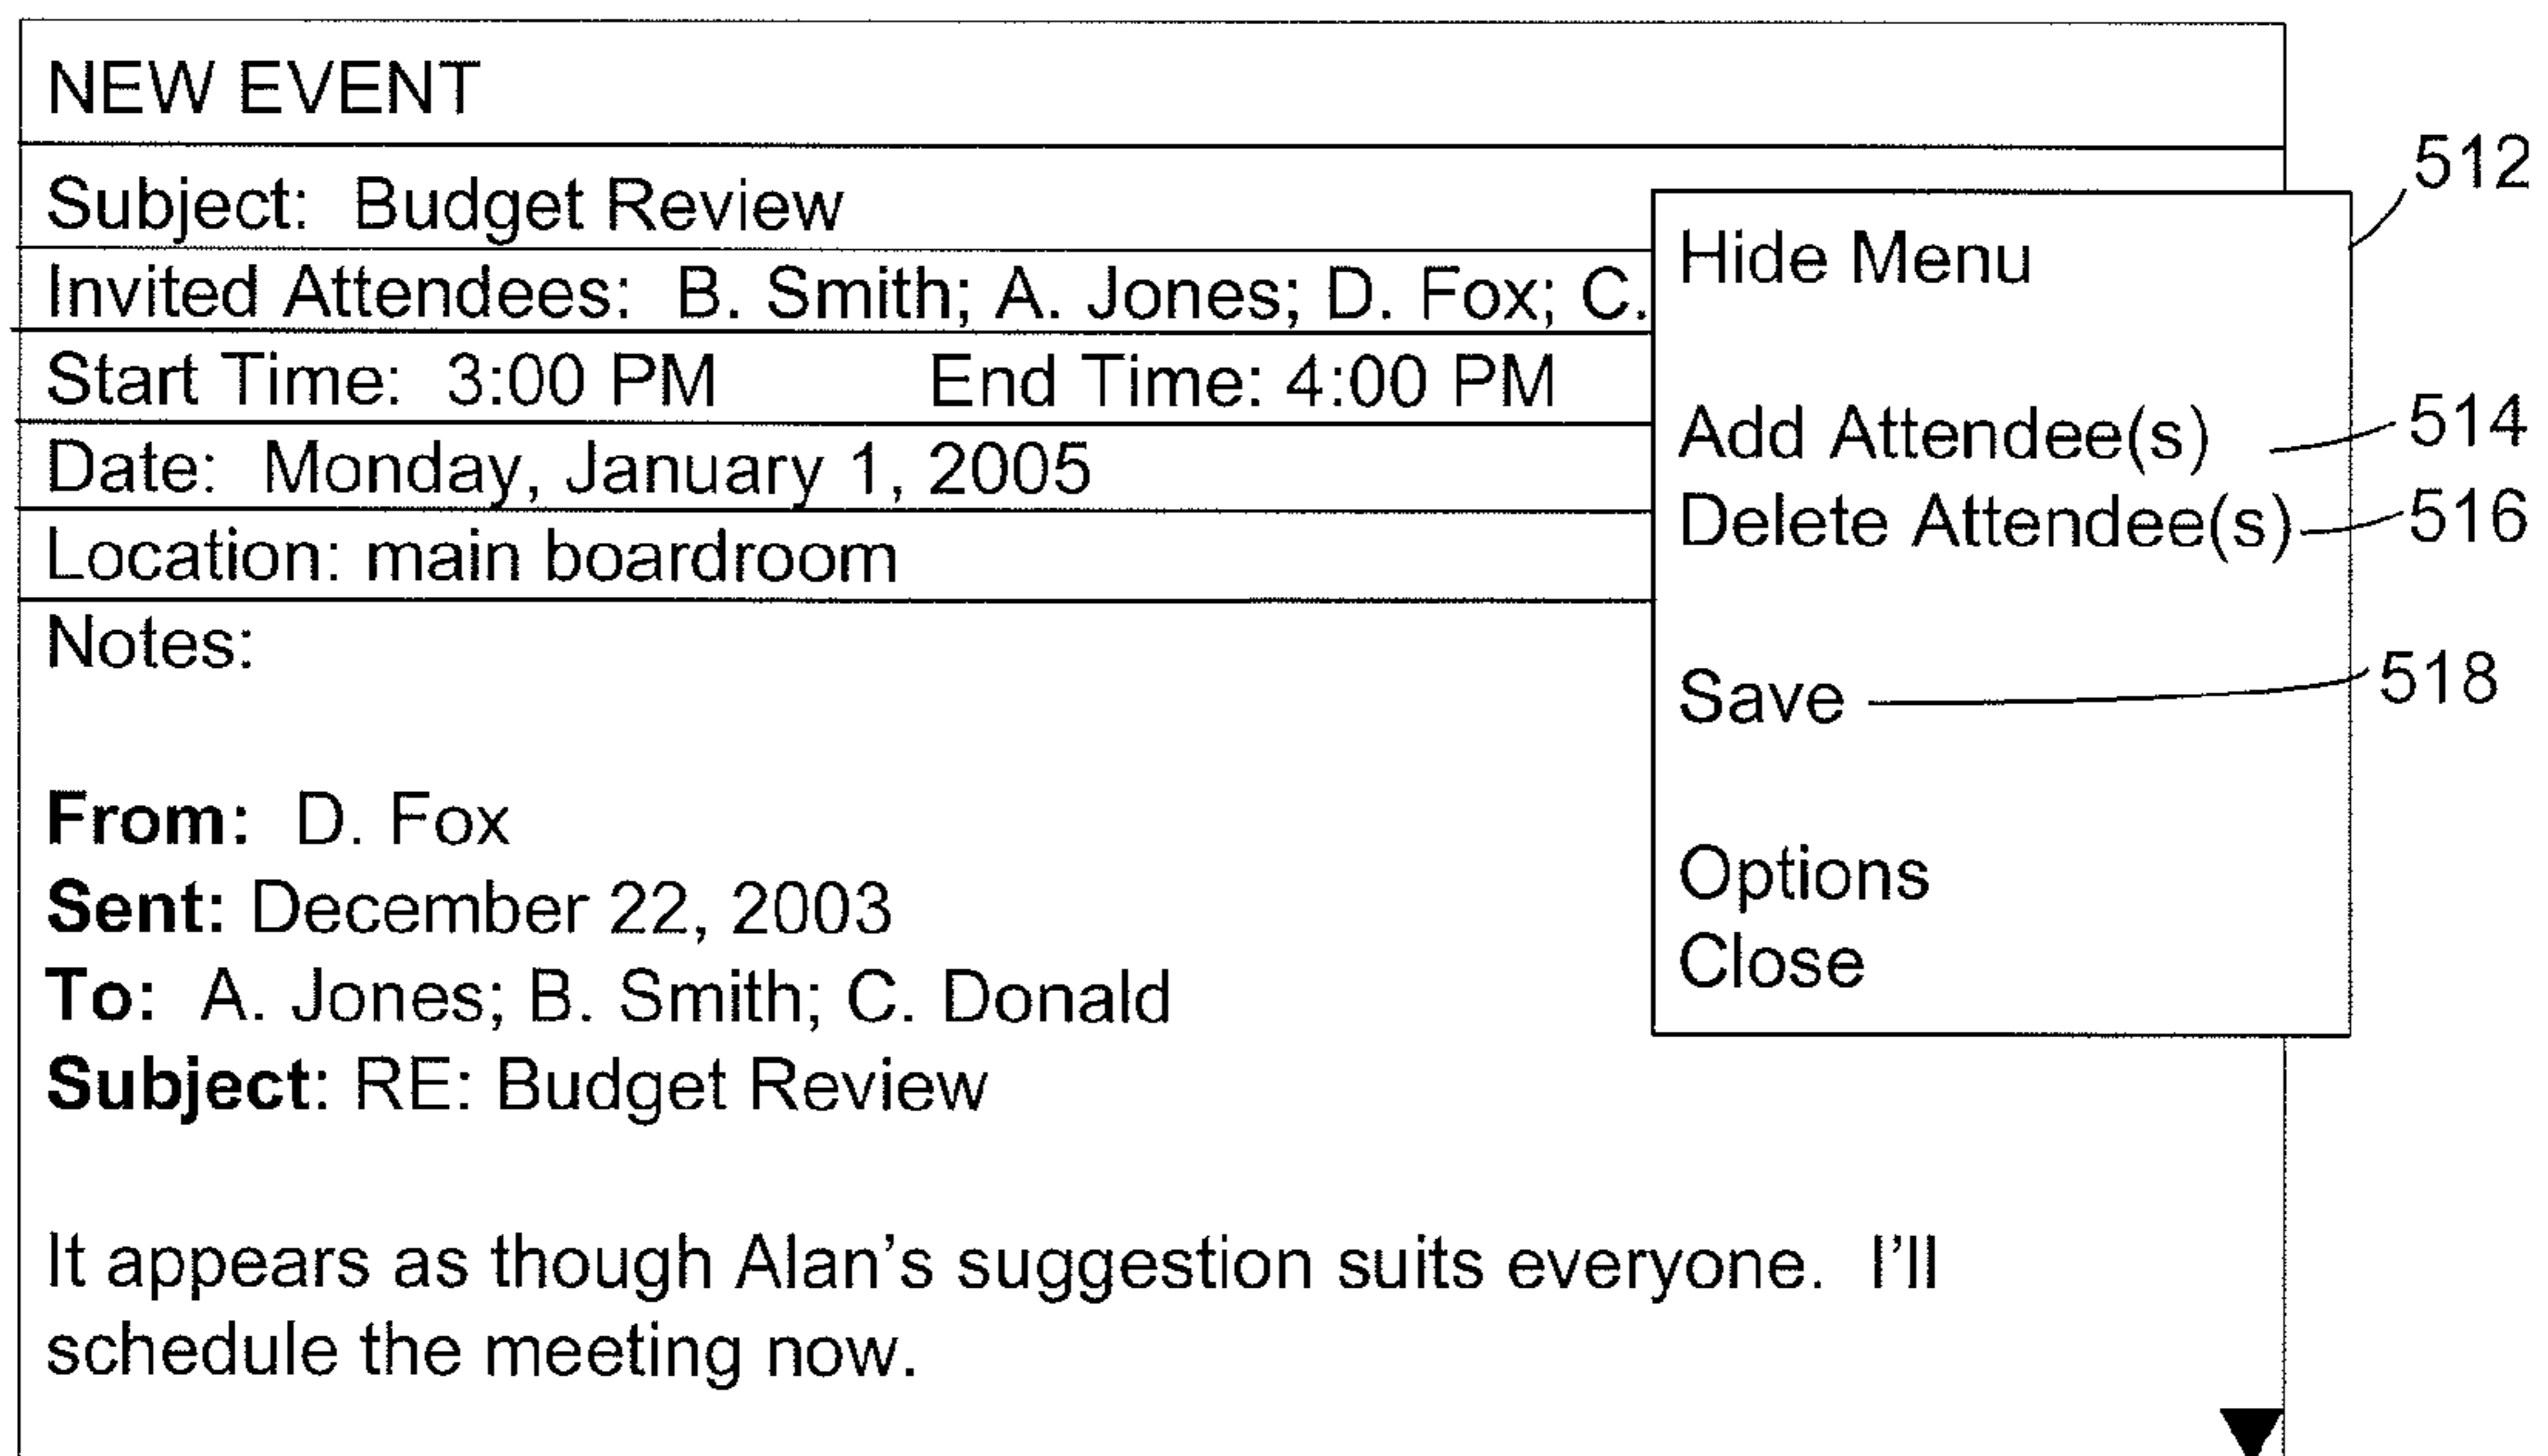 NEW EVENT
Subject: Budget Review
Invited Attendees: B. Smith; A. Jones; D. Fox; C.
Start Time: 3:00 PM End Time: 4:00 PM
Date: Monday, January 1, 2005
Location: main boardroom
Notes:
From: D. Fox
Sent: December 22, 2003
To: A. Jones; B. Smith; C. Donald
Subject: RE: Budget Review
It appears as though Alan's suggestion suits everyone. I'll
schedule the meeting now.
Hide Menu
Add Attendee(s)
Delete Attendee(s)
Save
Options
Close
512
514
516
518